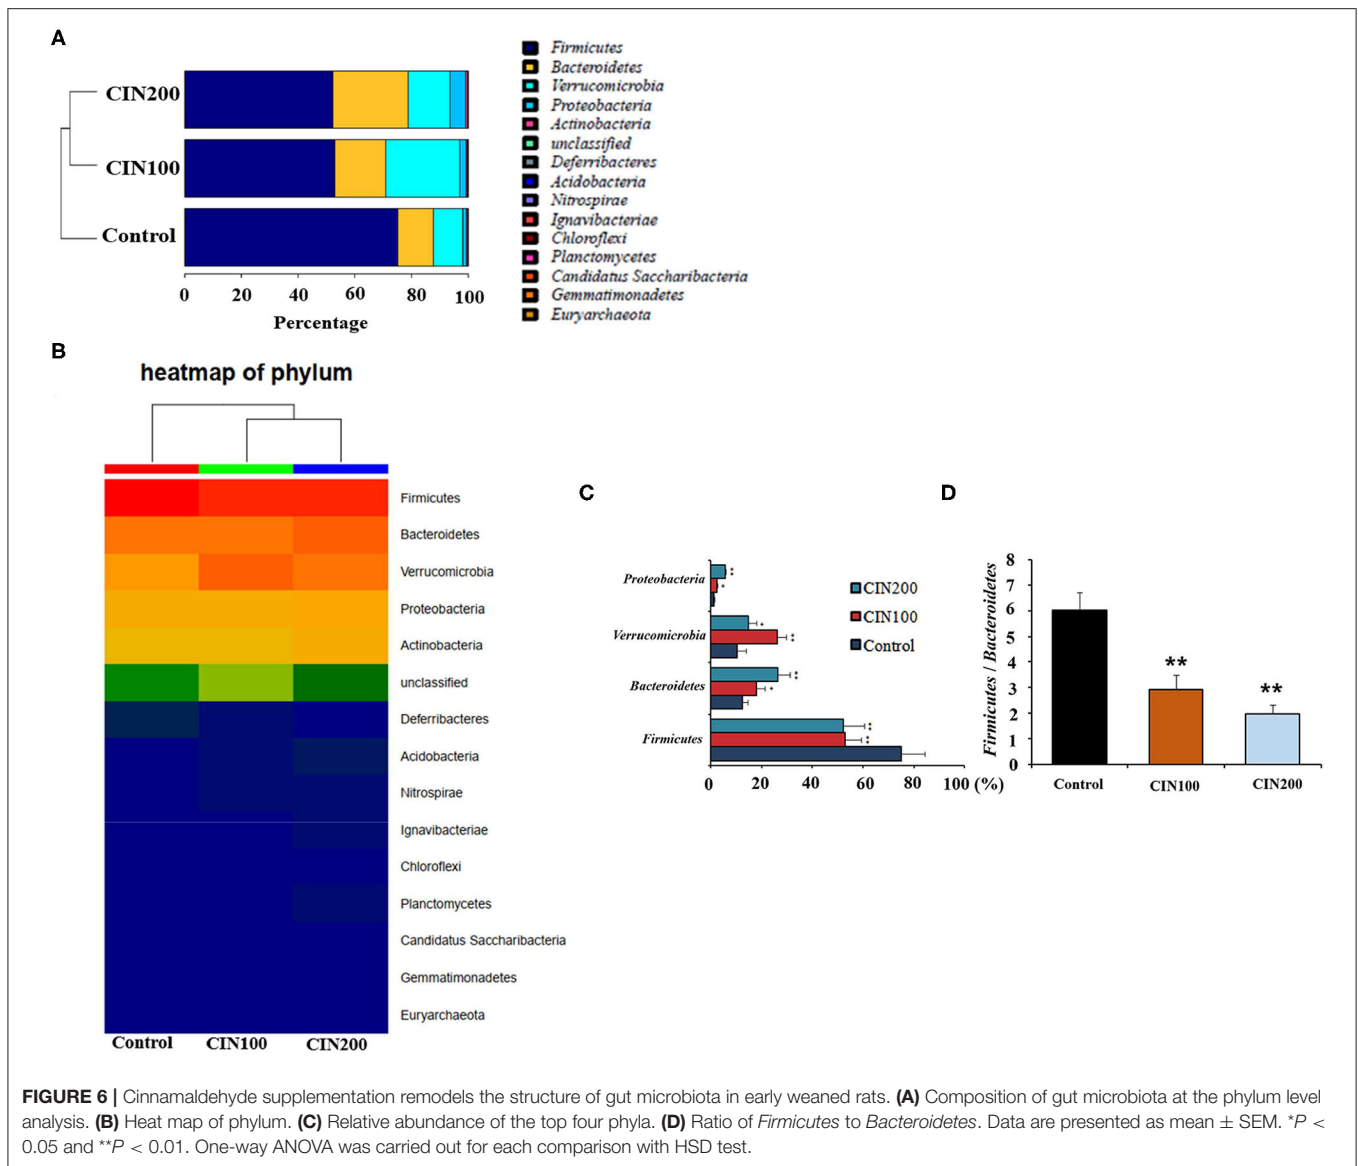 A
CIN200
CIN100
Control
0 20 40 60 80 100
Percentage
Firmicutes
Bacteroidetes
Verrucomicrobia
Proteobacteria
Actinobacteria
unclassified
Deferribacteres
Acidobacteria
Nitrospirae
Ignavibacteriae
Chloroflexi
Planctomycetes
Candidatus Saccharibacteria
Gemmatimonadetes
Euryarchaeota
B
heatmap of phylum
Firmicutes
Bacteroidetes
Verrucomicrobia
Proteobacteria
Actinobacteria
unclassified
Deferribacteres
Acidobacteria
Nitrospirae
Ignavibacteriae
Chloroflexi
Planctomycetes
Candidatus Saccharibacteria
Gemmatimonadetes
Euryarchaeota
Control CIN100 CIN200
C
Proteobacteria
**
*
Verrucomicrobia
*
**
Bacteroidetes
**
*
Firmicutes
**
**
CIN200
CIN100
Control
0 20 40 60 80 100 (%)
D
Firmicutes / Bacteroidetes
8
7
6
5
4
3
2
1
0
**
**
Control CIN100 CIN200
FIGURE 6 | Cinnamaldehyde supplementation remodels the structure of gut microbiota in early weaned rats. (A) Composition of gut microbiota at the phylum level
analysis. (B) Heat map of phylum. (C) Relative abundance of the top four phyla. (D) Ratio of Firmicutes to Bacteroidetes. Data are presented as mean ± SEM. *P <
0.05 and **P < 0.01. One-way ANOVA was carried out for each comparison with HSD test.